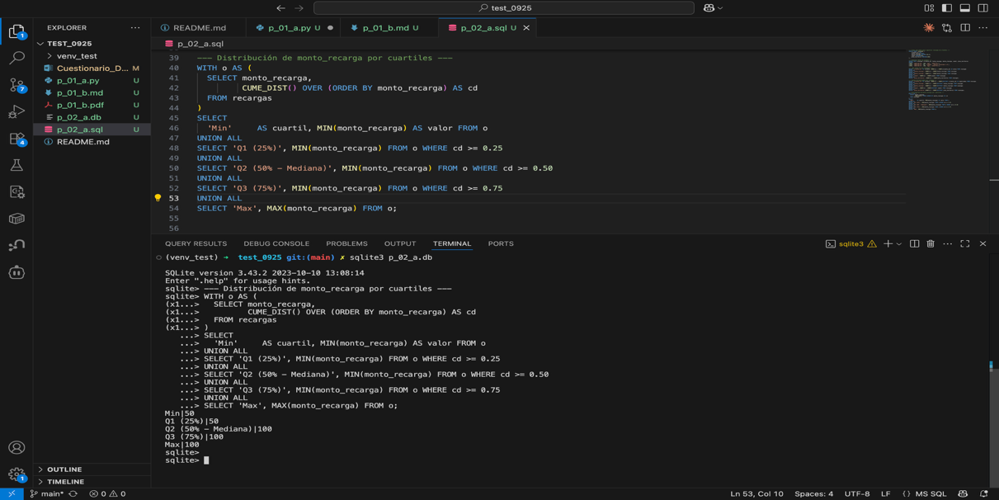 test_0925
EXPLORER
README.md
p_01_a.py U
p_01_b.md U
p_02_a.sql U
TEST_0925
p_02_a.sql
venv_test
Cuestionario_D... M
p_01_a.py U
p_01_b.md U
p_01_b.pdf U
p_02_a.db U
p_02_a.sql U
README.md
39 --- Distribución de monto_recarga por cuartiles ---
40 WITH o AS (
41 SELECT monto_recarga,
42 CUME_DIST() OVER (ORDER BY monto_recarga) AS cd
43 FROM recargas
44 )
45 SELECT
46 'Min' AS cuartil, MIN(monto_recarga) AS valor FROM o
47 UNION ALL
48 SELECT 'Q1 (25%)', MIN(monto_recarga) FROM o WHERE cd >= 0.25
49 UNION ALL
50 SELECT 'Q2 (50% - Mediana)', MIN(monto_recarga) FROM o WHERE cd >= 0.50
51 UNION ALL
52 SELECT 'Q3 (75%)', MIN(monto_recarga) FROM o WHERE cd >= 0.75
53 UNION ALL
54 SELECT 'Max', MAX(monto_recarga) FROM o;
55
56
QUERY RESULTS DEBUG CONSOLE PROBLEMS OUTPUT TERMINAL PORTS
sqlite3
(venv_test) → test_0925 git:(main) ✗ sqlite3 p_02_a.db
SQLite version 3.43.2 2023-10-10 13:08:14
Enter ".help" for usage hints.
sqlite> --- Distribución de monto_recarga por cuartiles ---
sqlite> WITH o AS (
(x1...> SELECT monto_recarga,
(x1...> CUME_DIST() OVER (ORDER BY monto_recarga) AS cd
(x1...> FROM recargas
(x1...> )
...> SELECT
...> 'Min' AS cuartil, MIN(monto_recarga) AS valor FROM o
...> UNION ALL
...> SELECT 'Q1 (25%)', MIN(monto_recarga) FROM o WHERE cd >= 0.25
...> UNION ALL
...> SELECT 'Q2 (50% - Mediana)', MIN(monto_recarga) FROM o WHERE cd >= 0.50
...> UNION ALL
...> SELECT 'Q3 (75%)', MIN(monto_recarga) FROM o WHERE cd >= 0.75
...> UNION ALL
...> SELECT 'Max', MAX(monto_recarga) FROM o;
Min|50
Q1 (25%)|50
Q2 (50% - Mediana)|100
Q3 (75%)|100
Max|100
sqlite>
sqlite>
1
7
4
1
OUTLINE
TIMELINE
main* 0 0
Ln 53, Col 10 Spaces: 4 UTF-8 LF {} MS SQL